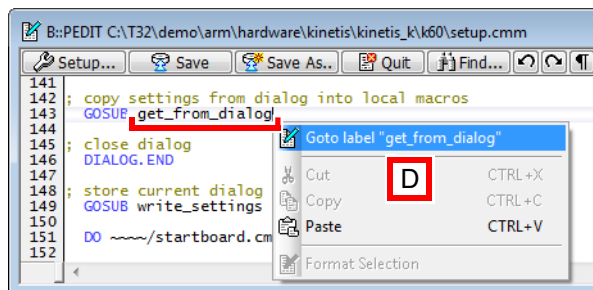 B::PEDIT C:\T32\demo\arm\hardware\kinetis\kinetis_k\k60\setup.cmm
Setup... Save Save As.. Quit Find... ¶
141
142 ; copy settings from dialog into local macros
143 GOSUB get_from_dialog
144
145 ; close dialog
146 DIALOG.END
147
148 ; store current dialog
149 GOSUB write_settings
150
151 DO ~~~~/startboard.cm
152
Goto label "get_from_dialog"
Cut CTRL+X
D
Copy CTRL+C
Paste CTRL+V
Format Selection